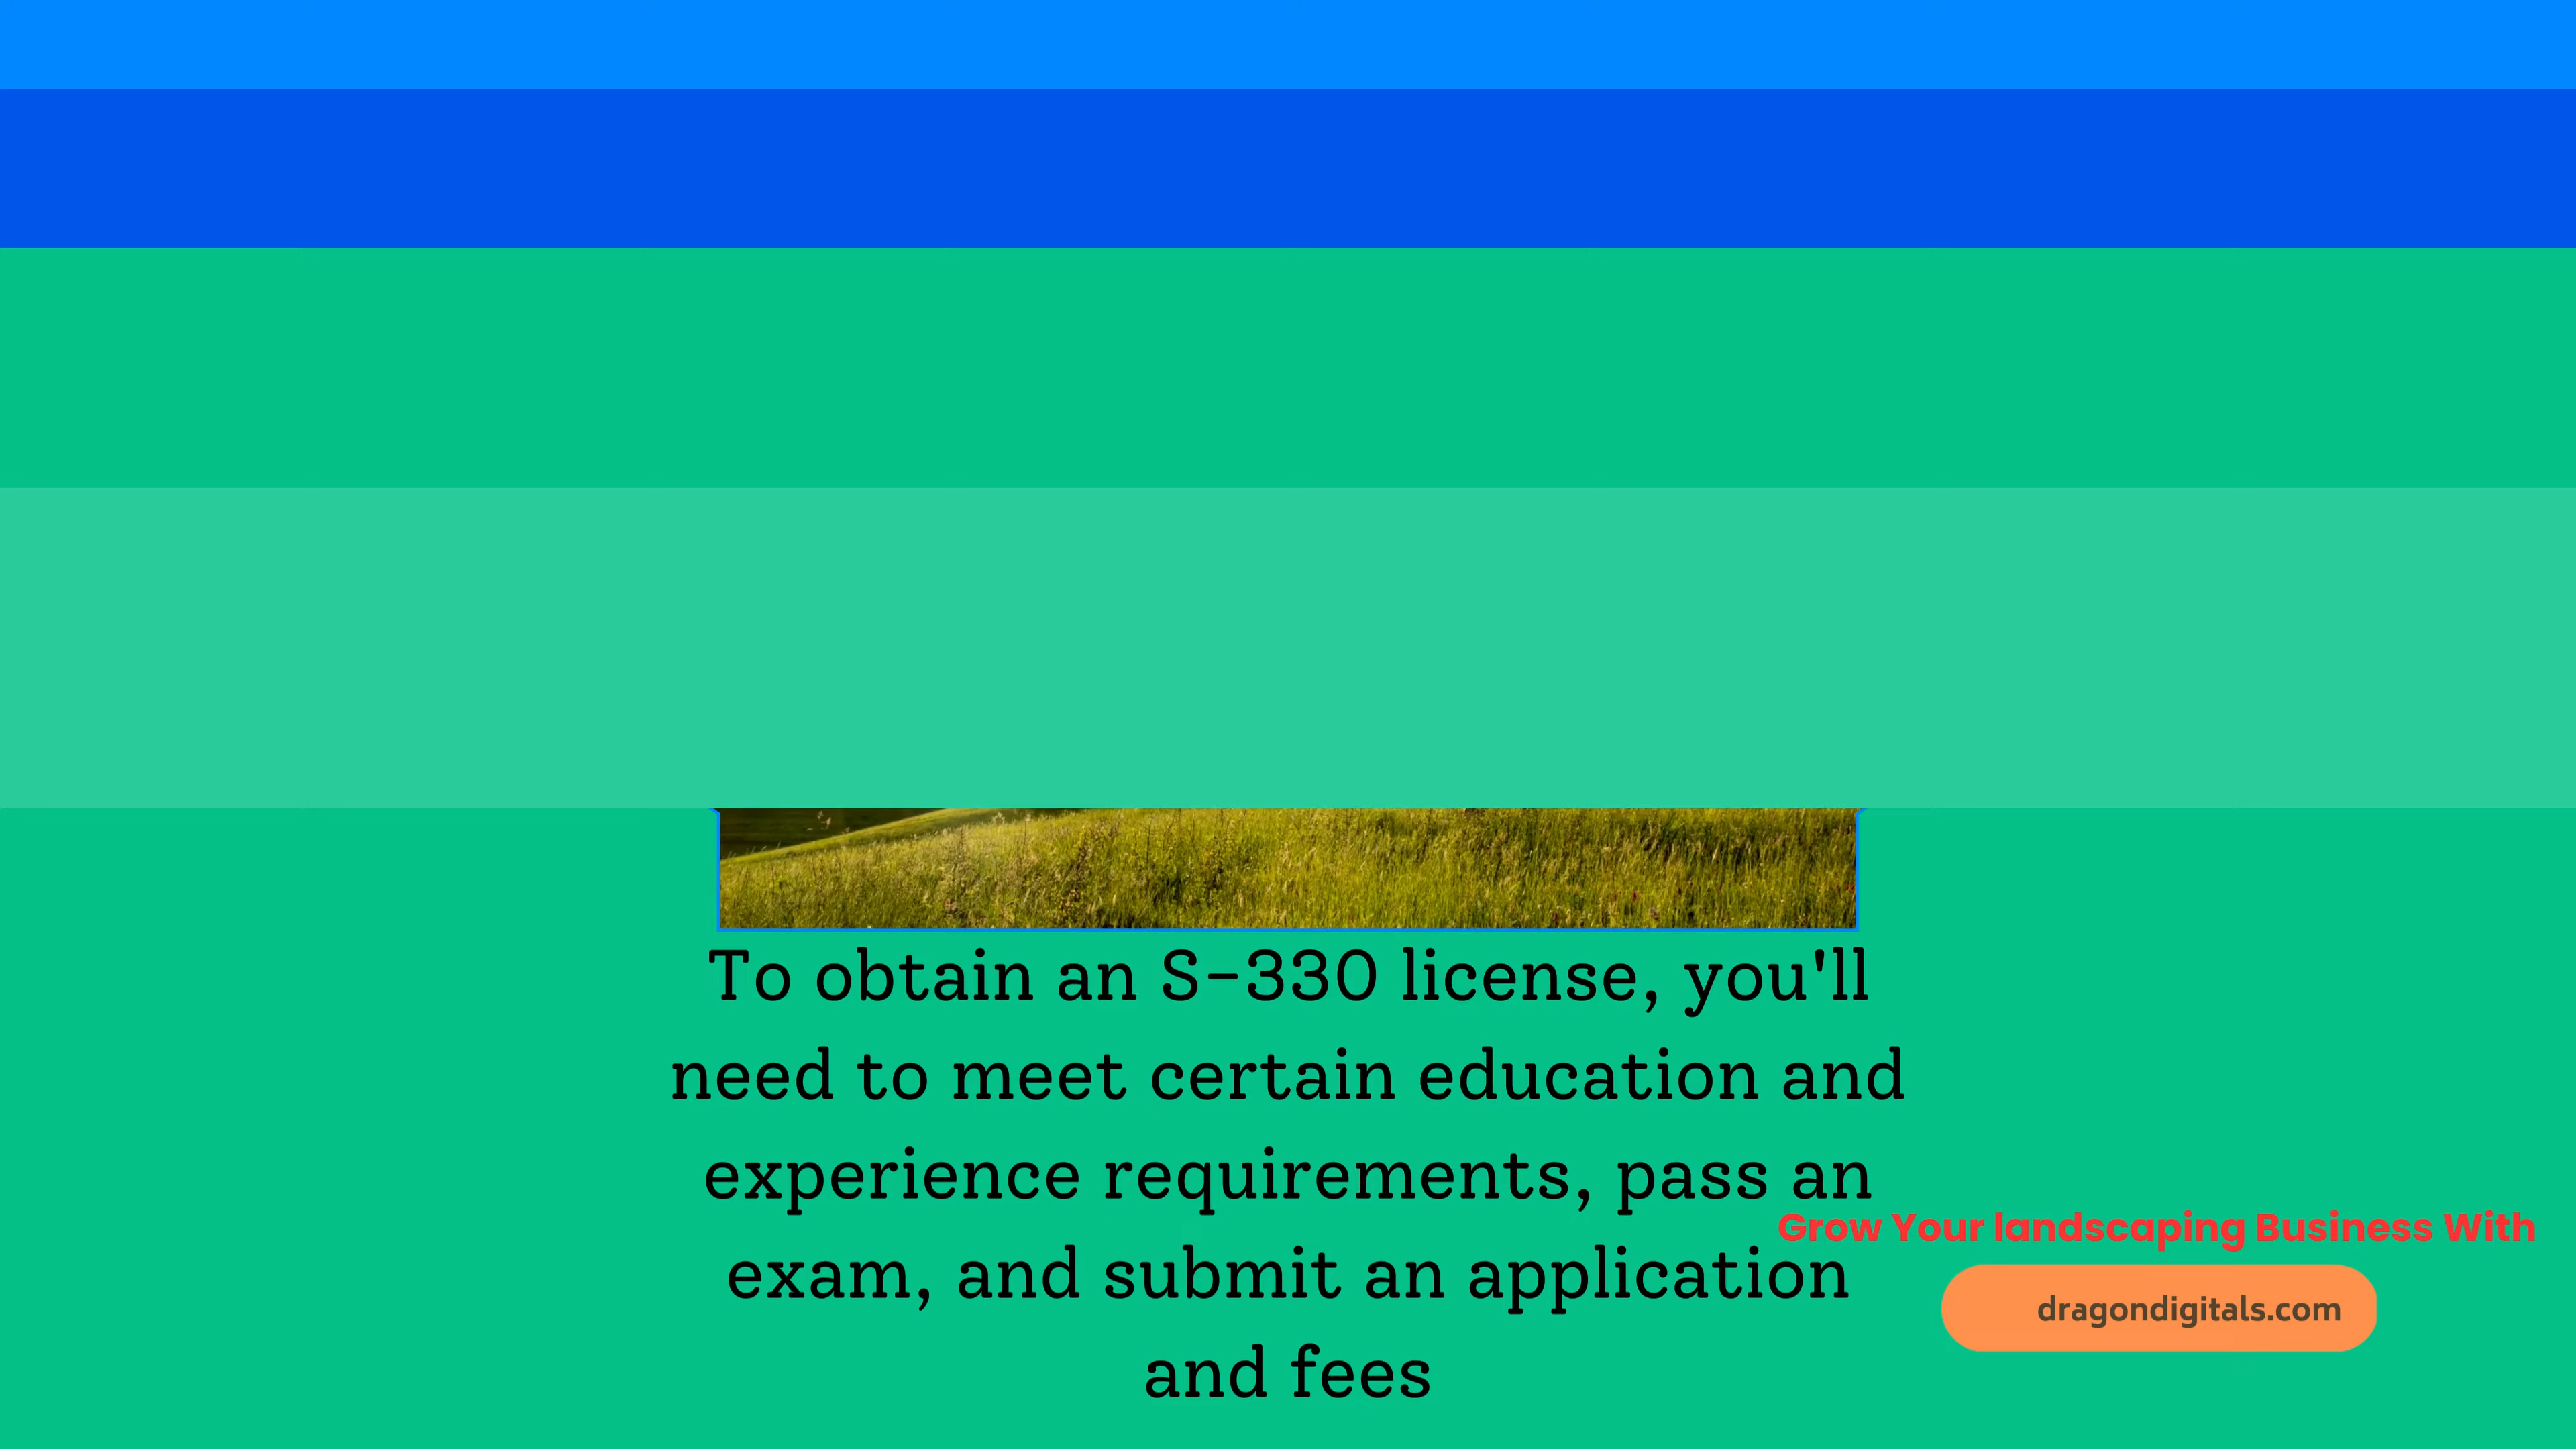 To obtain an S-330 license, you'll
need to meet certain education and
experience requirements, pass an
exam, and submit an application
and fees
Grow Your landscaping Business With
dragondigitals.com